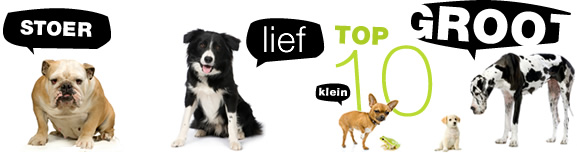 STOER
lief
TOP
10
klein
GROOT